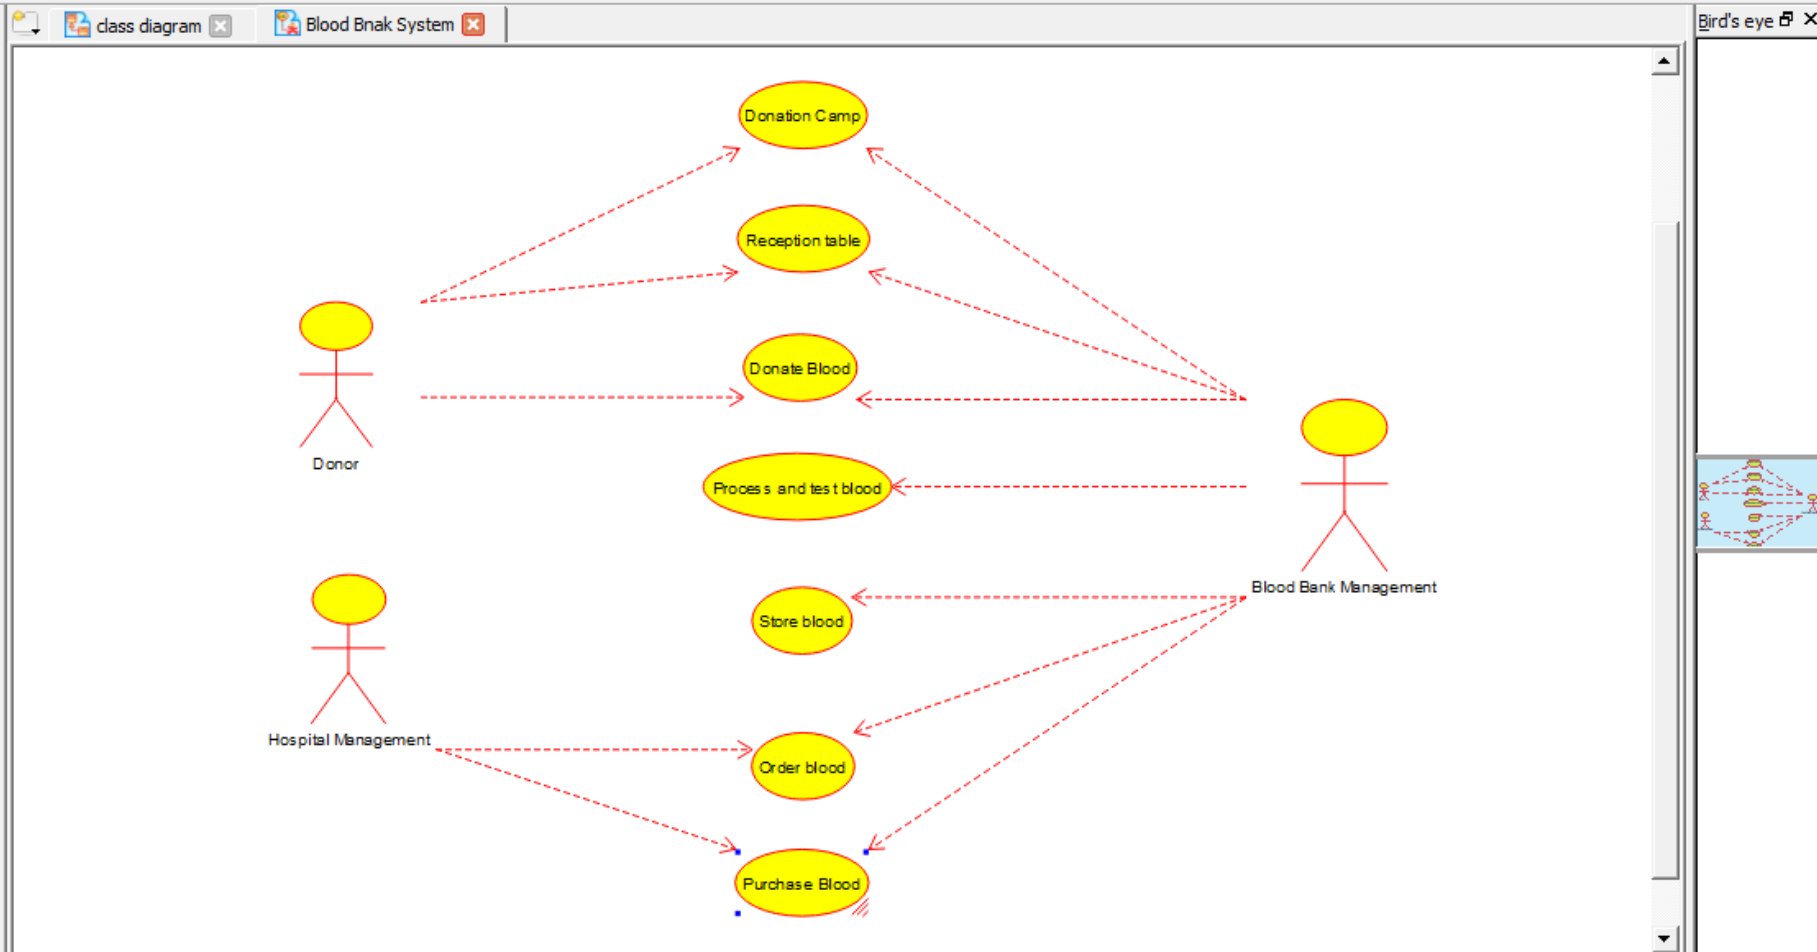 class diagram
Blood Bnak System
Bird's eye
Donation Camp
Reception table
Donate Blood
Donor
Process and test blood
Blood Bank Management
Store blood
Hospital Management
Order blood
Purchase Blood